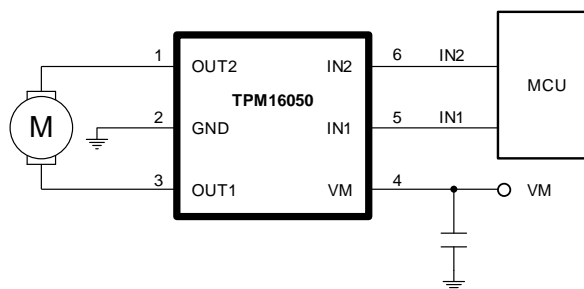 1 OUT2 IN2 6 IN2
TPM16050
MCU
M 2 GND IN1 5 IN1
3 OUT1 VM 4 VM